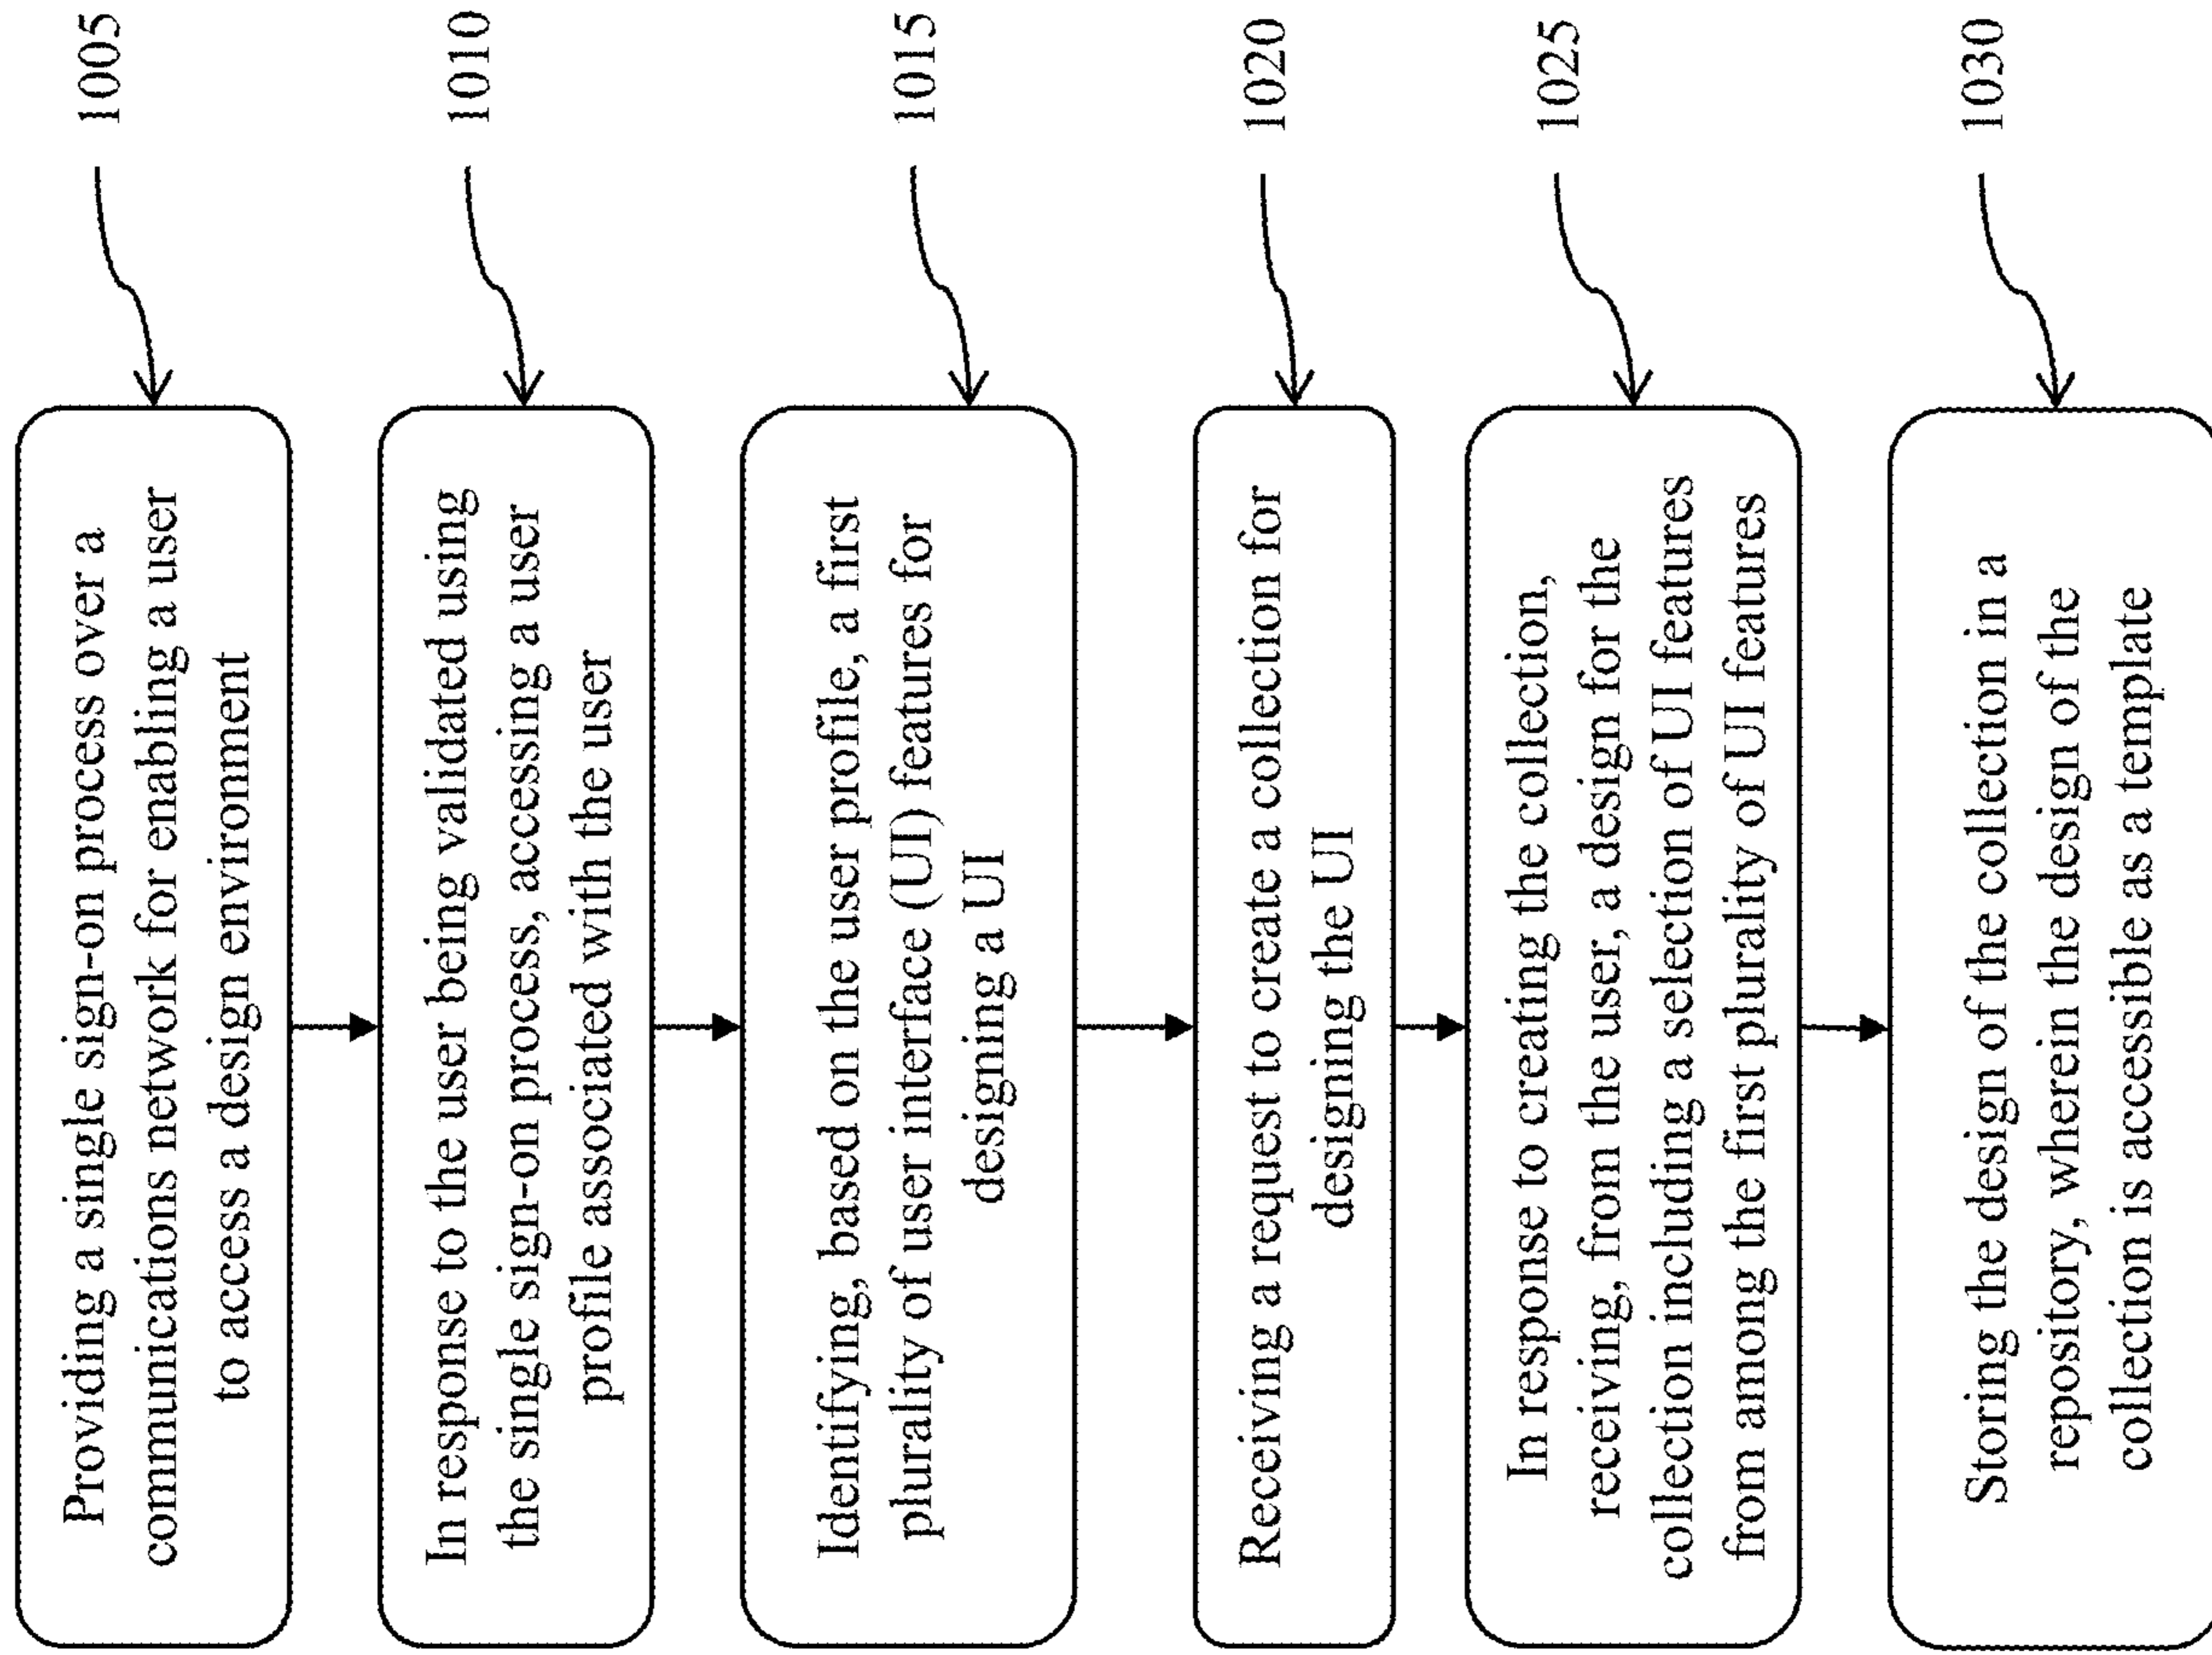 Providing a single sign-on process over a
communications network for enabling a user
to access a design environment
1005
In response to the user being validated using
the single sign-on process, accessing a user
profile associated with the user
1010
Identifying, based on the user profile, a first
plurality of user interface (UI) features for
designing a UI
1015
Receiving a request to create a collection for
designing the UI
1020
In response to creating the collection,
receiving, from the user, a design for the
collection including a selection of UI features
from among the first plurality of UI features
1025
Storing the design of the collection in a
repository, wherein the design of the
collection is accessible as a template
1030